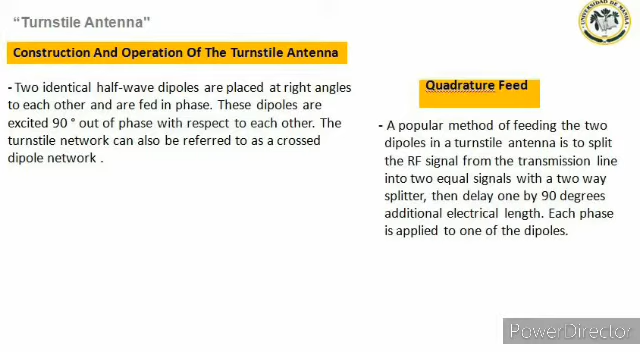 “Turnstile Antenna"
Construction And Operation Of The Turnstile Antenna
- Two identical half-wave dipoles are placed at right angles
to each other and are fed in phase. These dipoles are
excited 90 ° out of phase with respect to each other. The
turnstile network can also be referred to as a crossed
dipole network .
Quadrature Feed
- A popular method of feeding the two
dipoles in a turnstile antenna is to split
the RF signal from the transmission line
into two equal signals with a two way
splitter, then delay one by 90 degrees
additional electrical length. Each phase
is applied to one of the dipoles.
UNIVERSIDAD DE MANILA
PowerDirector